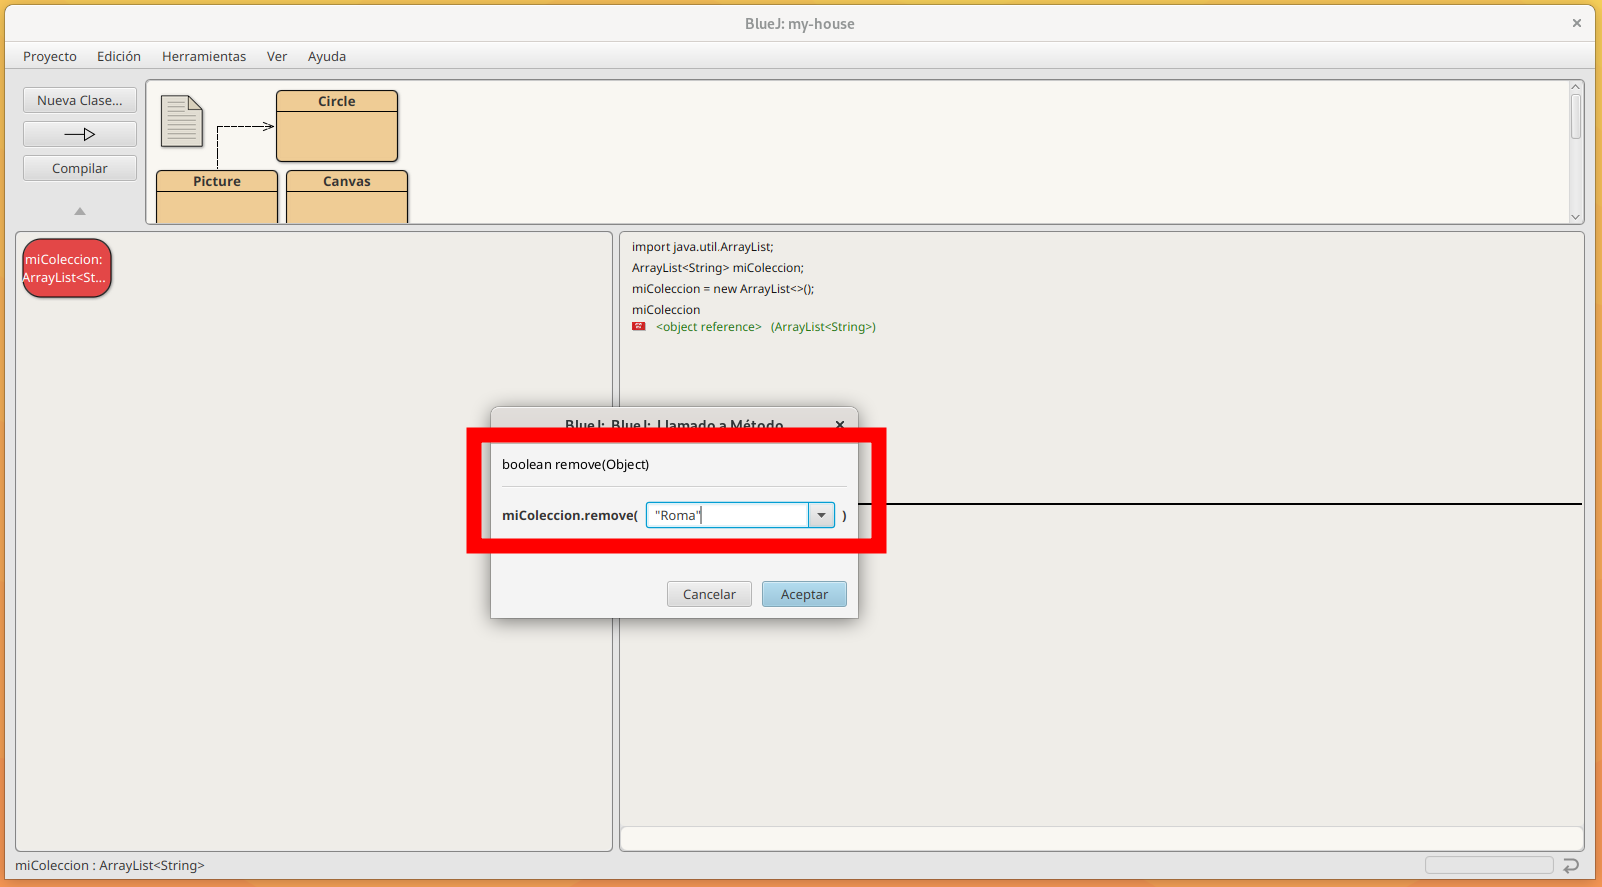 BlueJ: my-house
Proyecto Edición Herramientas Ver Ayuda
Nueva Clase...
Compilar
Circle
Picture
Canvas
miColeccion:
ArrayList<St...
import java.util.ArrayList;
ArrayList<String> miColeccion;
miColeccion = new ArrayList<>();
miColeccion
<object reference> (ArrayList<String>)
BlueJ: BlueJ: Llamado a Método
boolean remove(Object)
miColeccion.remove( "Roma" )
Cancelar Aceptar
miColeccion : ArrayList<String>